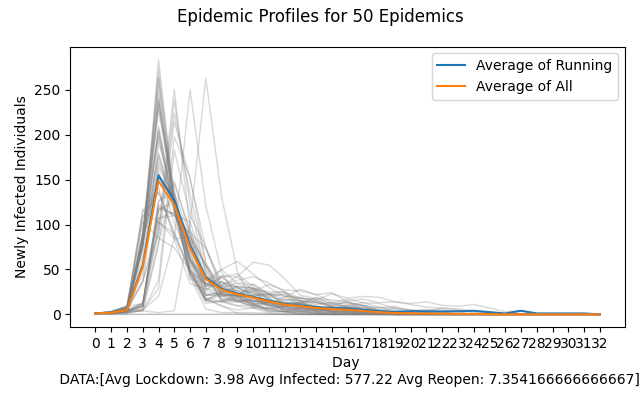 Epidemic Profiles for 50 Epidemics
Average of Running
Average of All
Newly Infected Individuals
250
200
150
100
50
0
0 1 2 3 4 5 6 7 8 9 10 11 12 13 14 15 16 17 18 19 20 21 22 23 24 25 26 27 28 29 30 31 32
Day
DATA:[Avg Lockdown: 3.98 Avg Infected: 577.22 Avg Reopen: 7.354166666666667]